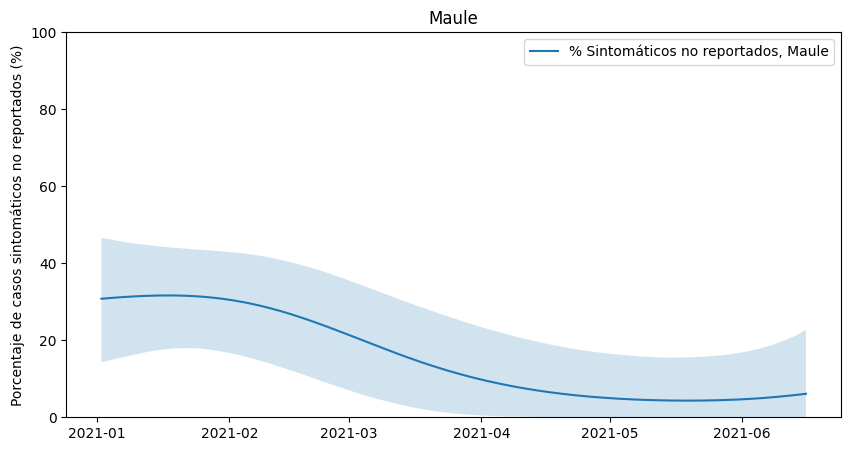 Maule
% Sintomáticos no reportados, Maule
Porcentaje de casos sintomáticos no reportados (%)
100
80
60
40
20
0
2021-01 2021-02 2021-03 2021-04 2021-05 2021-06